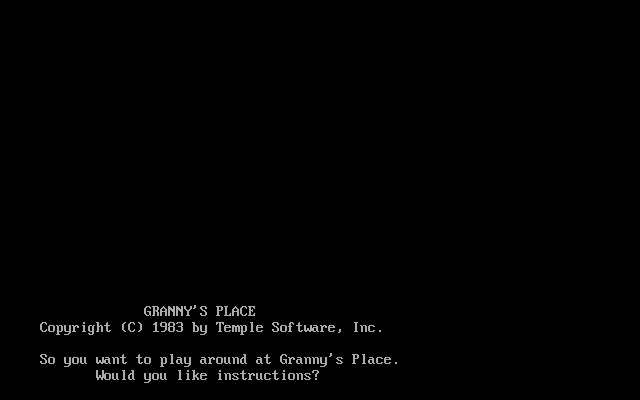 GRANNY'S PLACE
Copyright (C) 1983 by Temple Software, Inc.
So you want to play around at Granny's Place.
Would you like instructions?